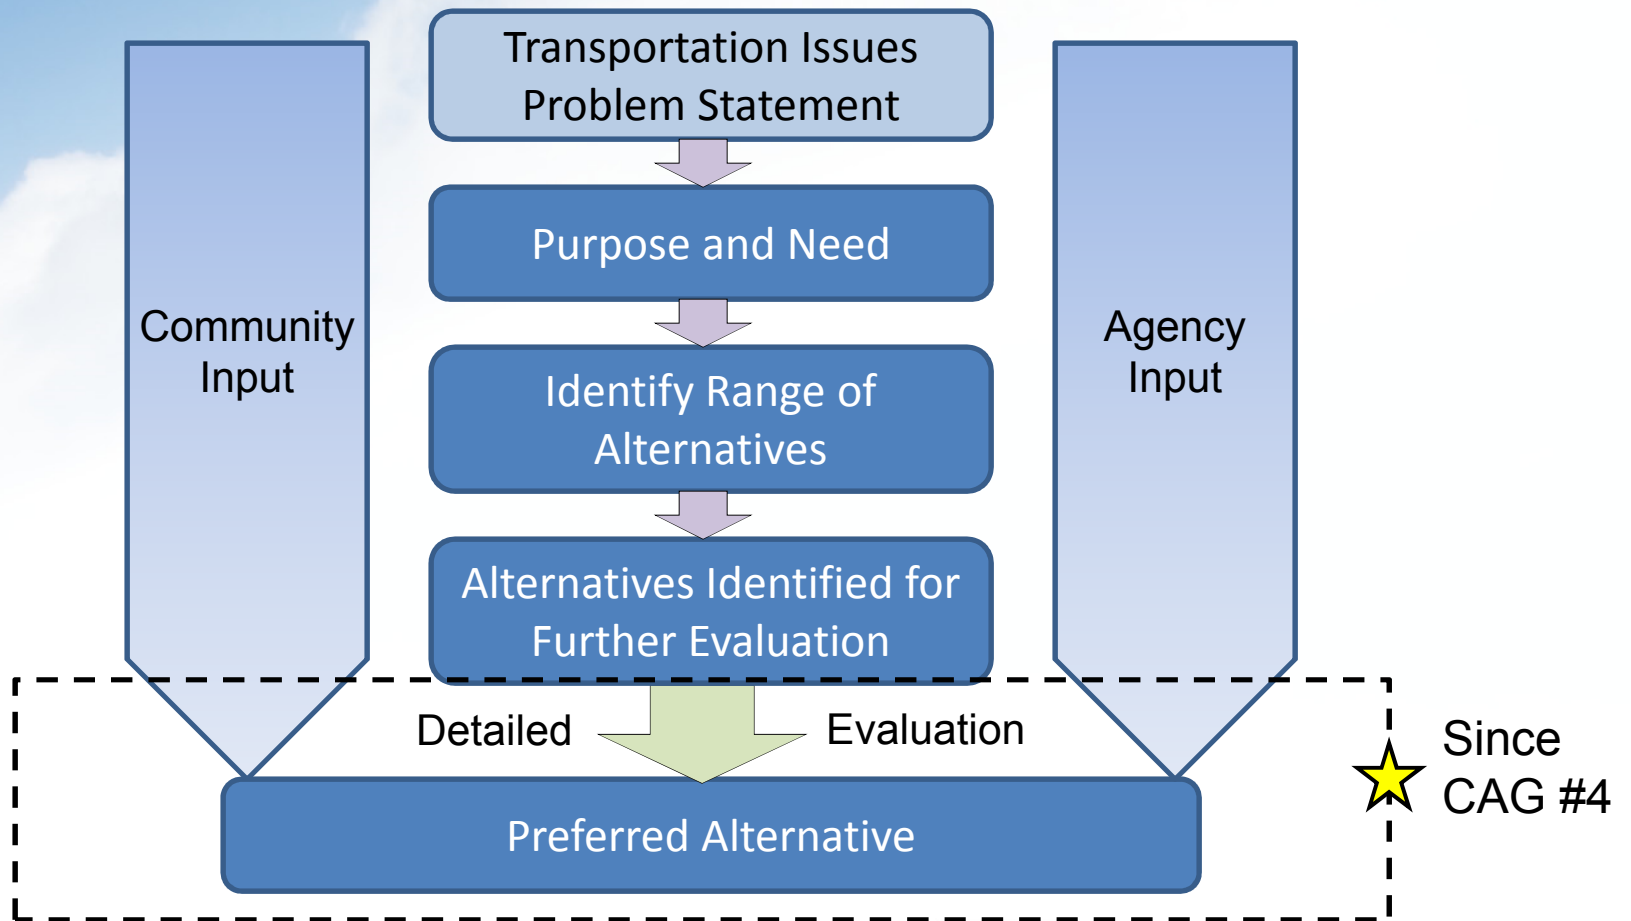 Transportation Issues
Problem Statement
Purpose and Need
Community
Input
Agency
Input
Identify Range of
Alternatives
Alternatives Identified for
Further Evaluation
Detailed
Evaluation
Since
CAG #4
Preferred Alternative